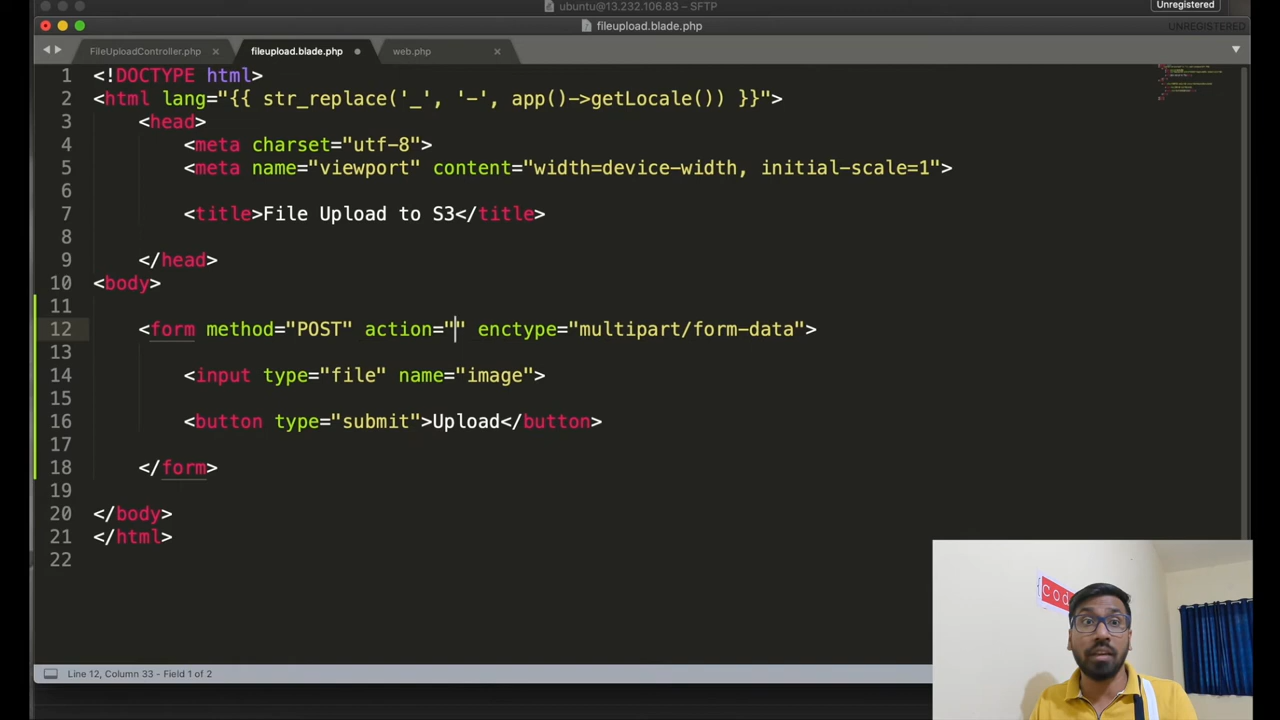 ubuntu@13.232.106.83 - SFTP
Unregistered
fileupload.blade.php
UNREGISTERED
FileUploadController.php
fileupload.blade.php
web.php
1 <!DOCTYPE html>
2 <html lang="{{ str_replace('_', '-', app()->getLocale()) }}">
3 <head>
4 <meta charset="utf-8">
5 <meta name="viewport" content="width=device-width, initial-scale=1">
6
7 <title>File Upload to S3</title>
8
9 </head>
10 <body>
11
12 <form method="POST" action="" enctype="multipart/form-data">
13
14 <input type="file" name="image">
15
16 <button type="submit">Upload</button>
17
18 </form>
19
20 </body>
21 </html>
22
Line 12, Column 33 - Field 1 of 2